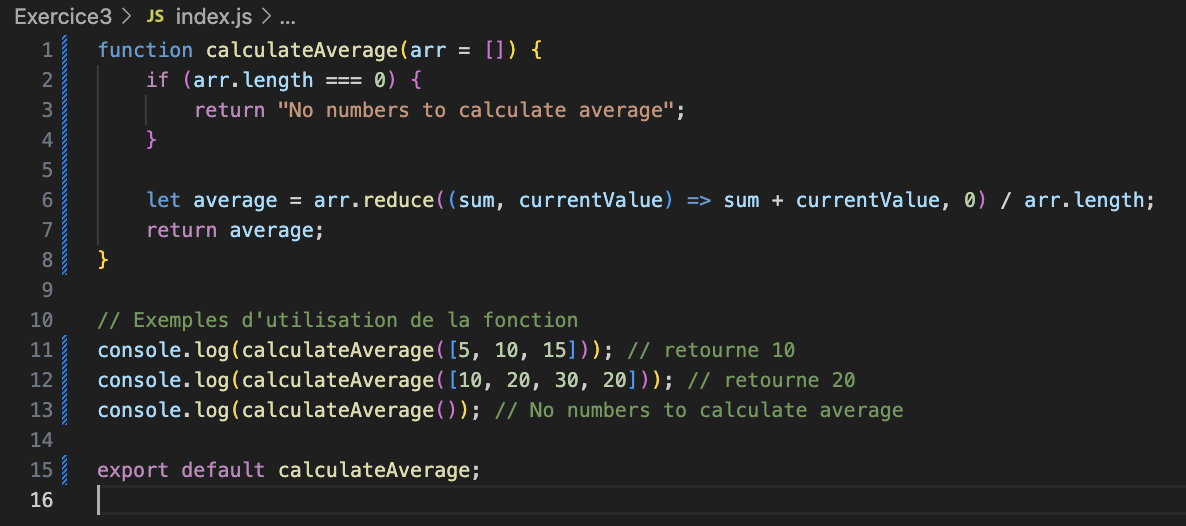 Exercice3 > JS index.js > ...
1 function calculateAverage(arr = []) {
2     if (arr.length === 0) {
3         return "No numbers to calculate average";
4     }
5
6     let average = arr.reduce((sum, currentValue) => sum + currentValue, 0) / arr.length;
7     return average;
8 }
9
10 // Exemples d'utilisation de la fonction
11 console.log(calculateAverage([5, 10, 15])); // retourne 10
12 console.log(calculateAverage([10, 20, 30, 20])); // retourne 20
13 console.log(calculateAverage()); // No numbers to calculate average
14
15 export default calculateAverage;
16